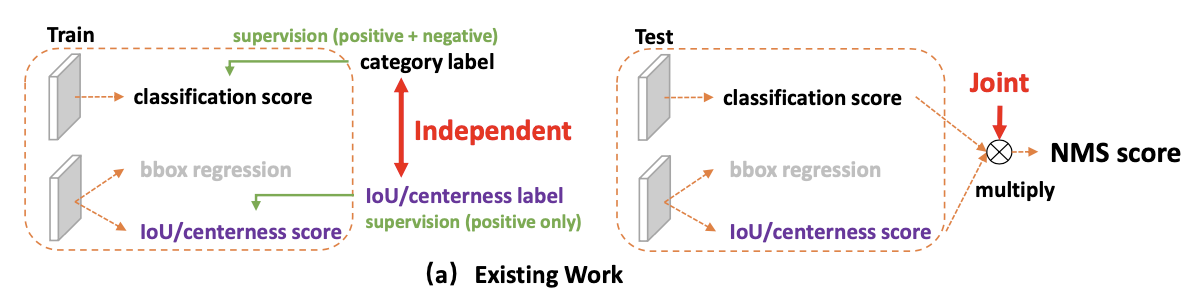 Train
supervision (positive + negative)
category label
classification score
Independent
bbox regression
IoU/centerness label
supervision (positive only)
IoU/centerness score
Test
Joint
classification score
NMS score
bbox regression
multiply
IoU/centerness score
(a) Existing Work